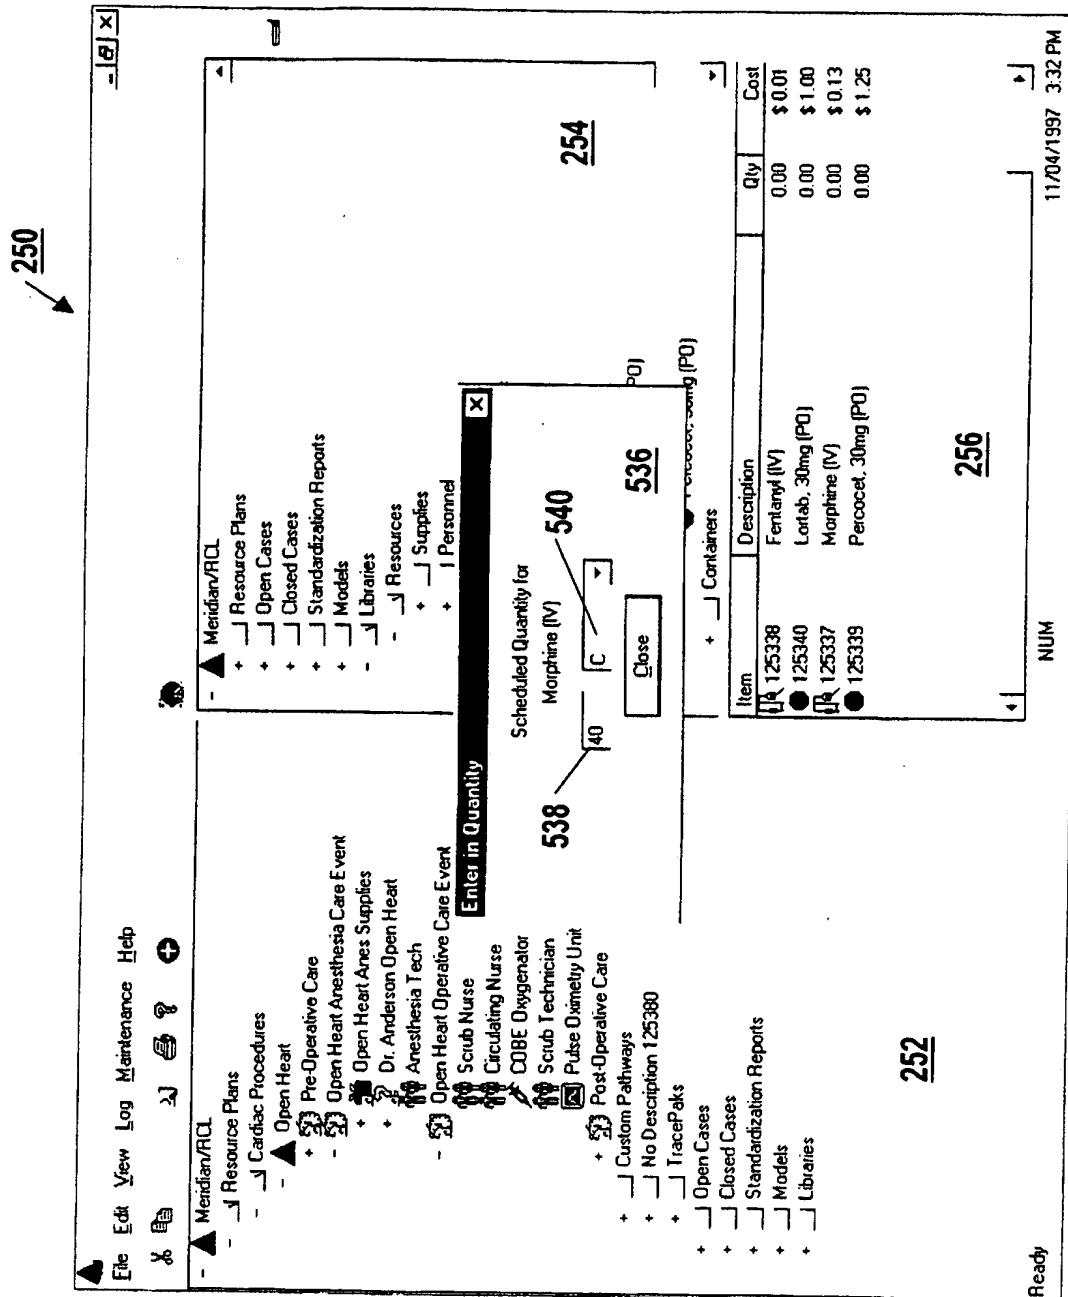 250
File Edit View Log Maintenance Help
- Meridian/RCL
- Resource Plans
- Cardiac Procedures
- Open Heart
+ Pre-Operative Care
- Open Heart Anesthesia Care Event
+ Open Heart Anes Supplies
+ Dr. Anderson Open Heart
Anesthesia Tech
- Open Heart Operative Care Event
Scrub Nurse
Circulating Nurse
COBE Oxygenator
Scrub Technician
Pulse Oximetry Unit
+ Post-Operative Care
+ Custom Pathways
+ No Description 125380
+ TracePaks
+ Open Cases
+ Closed Cases
+ Standardization Reports
+ Models
+ Libraries
252
- Meridian/RCL
+ Resource Plans
+ Open Cases
+ Closed Cases
+ Standardization Reports
+ Models
- Libraries
- Resources
+ Supplies
+ Personnel
254
Enter in Quantity
Scheduled Quantity for
Morphine (IV)
40 C
Close
538
540
536
PO)
Percocet, 30mg (PO)
+ Containers
Item Description Qty Cost
125338 Fentanyl (IV) 0.00 $ 0.01
125340 Lortab, 30mg (PO) 0.00 $ 1.00
125337 Morphine (IV) 0.00 $ 0.13
125339 Percocet, 30mg (PO) 0.00 $ 1.25
256
Ready NUM 11/04/1997 3:32 PM